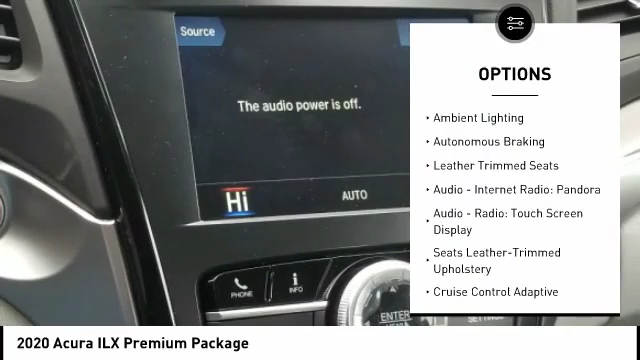 Source
The audio power is off.
Hi
AUTO
PHONE
INFO
ENTER
OPTIONS
‣ Ambient Lighting
‣ Autonomous Braking
‣ Leather Trimmed Seats
‣ Audio - Internet Radio: Pandora
‣ Audio - Radio: Touch Screen
Display
‣ Seats Leather-Trimmed
Upholstery
‣ Cruise Control Adaptive
2020 Acura ILX Premium Package